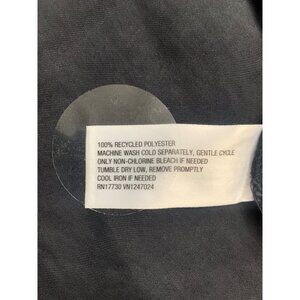 100% RECYCLED POLYESTER
MACHINE WASH COLD SEPARATELY, GENTLE CYCLE
ONLY NON-CHLORINE BLEACH IF NEEDED
TUMBLE DRY LOW, REMOVE PROMPTLY
COOL IRON IF NEEDED
RN17730 VN1247024